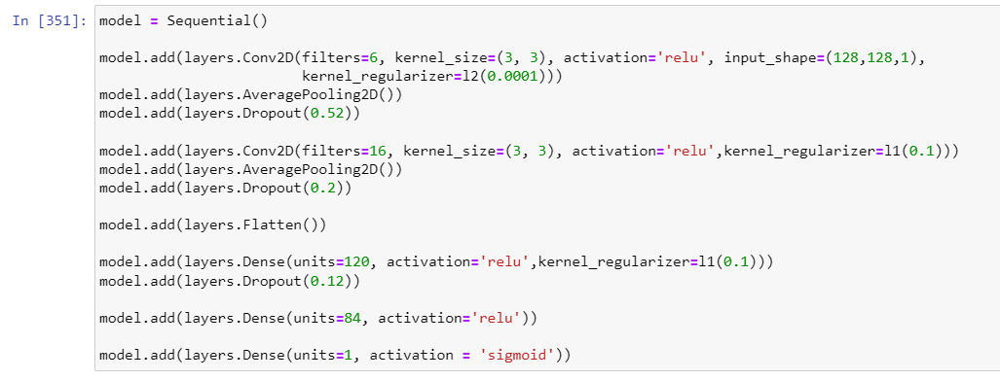 In [351]: model = Sequential()
model.add(layers.Conv2D(filters=6, kernel_size=(3, 3), activation='relu', input_shape=(128,128,1),
kernel_regularizer=l2(0.0001)))
model.add(layers.AveragePooling2D())
model.add(layers.Dropout(0.52))
model.add(layers.Conv2D(filters=16, kernel_size=(3, 3), activation='relu',kernel_regularizer=l1(0.1)))
model.add(layers.AveragePooling2D())
model.add(layers.Dropout(0.2))
model.add(layers.Flatten())
model.add(layers.Dense(units=120, activation='relu',kernel_regularizer=l1(0.1)))
model.add(layers.Dropout(0.12))
model.add(layers.Dense(units=84, activation='relu'))
model.add(layers.Dense(units=1, activation = 'sigmoid'))